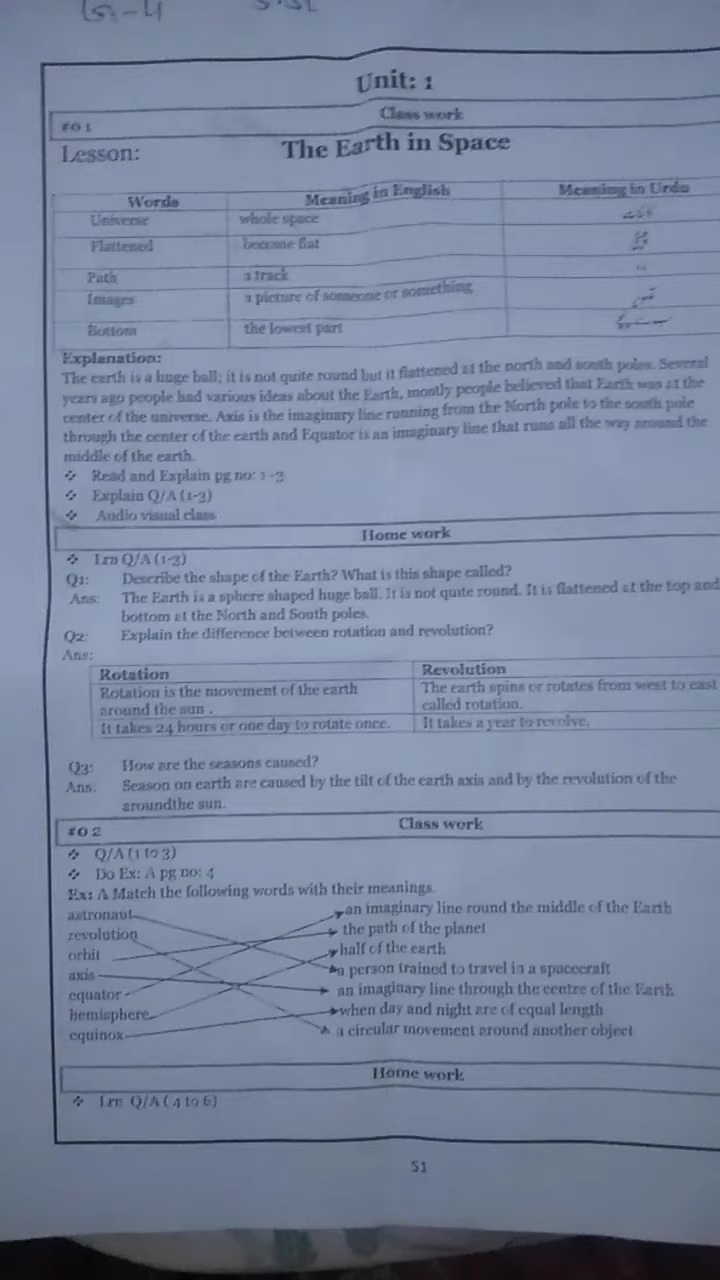 Unit: 1
#01 Class work
Lesson: The Earth in Space
Words Meaning in English Meaning in Urdu
Universe whole space
Flattened become flat
Path a track
Images a picture of someone or something
Bottom the lowest part
Explanation:
The earth is a huge ball; it is not quite round but it flattened at the north and south poles. Several
years ago people had various ideas about the Earth, mostly people believed that Earth was at the
center of the universe. Axis is the imaginary line running from the North pole to the south pole
through the center of the earth and Equator is an imaginary line that runs all the way around the
middle of the earth.
❖ Read and Explain pg no: 1 -3
❖ Explain Q/A (1-3)
❖ Audio visual class
Home work
❖ Lrn Q/A (1-2)
Q1: Describe the shape of the Earth? What is this shape called?
Ans: The Earth is a sphere shaped huge ball. It is not quite round. It is flattened at the top and
bottom at the North and South poles.
Q2: Explain the difference between rotation and revolution?
Ans:
Rotation Revolution
Rotation is the movement of the earth The earth spins or rotates from west to east
around the sun . called rotation.
It takes 24 hours or one day to rotate once. It takes a year to revolve.
Q3: How are the seasons caused?
Ans: Season on earth are caused by the tilt of the earth axis and by the revolution of the
aroundthe sun.
#02 Class work
❖ Q/A (1 to 3)
❖ Do Ex: A pg no: 4
Ex: A Match the following words with their meanings.
astronaut an imaginary line round the middle of the Earth
revolution the path of the planet
orbit half of the earth
axis a person trained to travel in a spacecraft
equator an imaginary line through the centre of the Earth
hemisphere when day and night are of equal length
equinox a circular movement around another object
Home work
❖ Lrn Q/A ( 4 to 6)
51